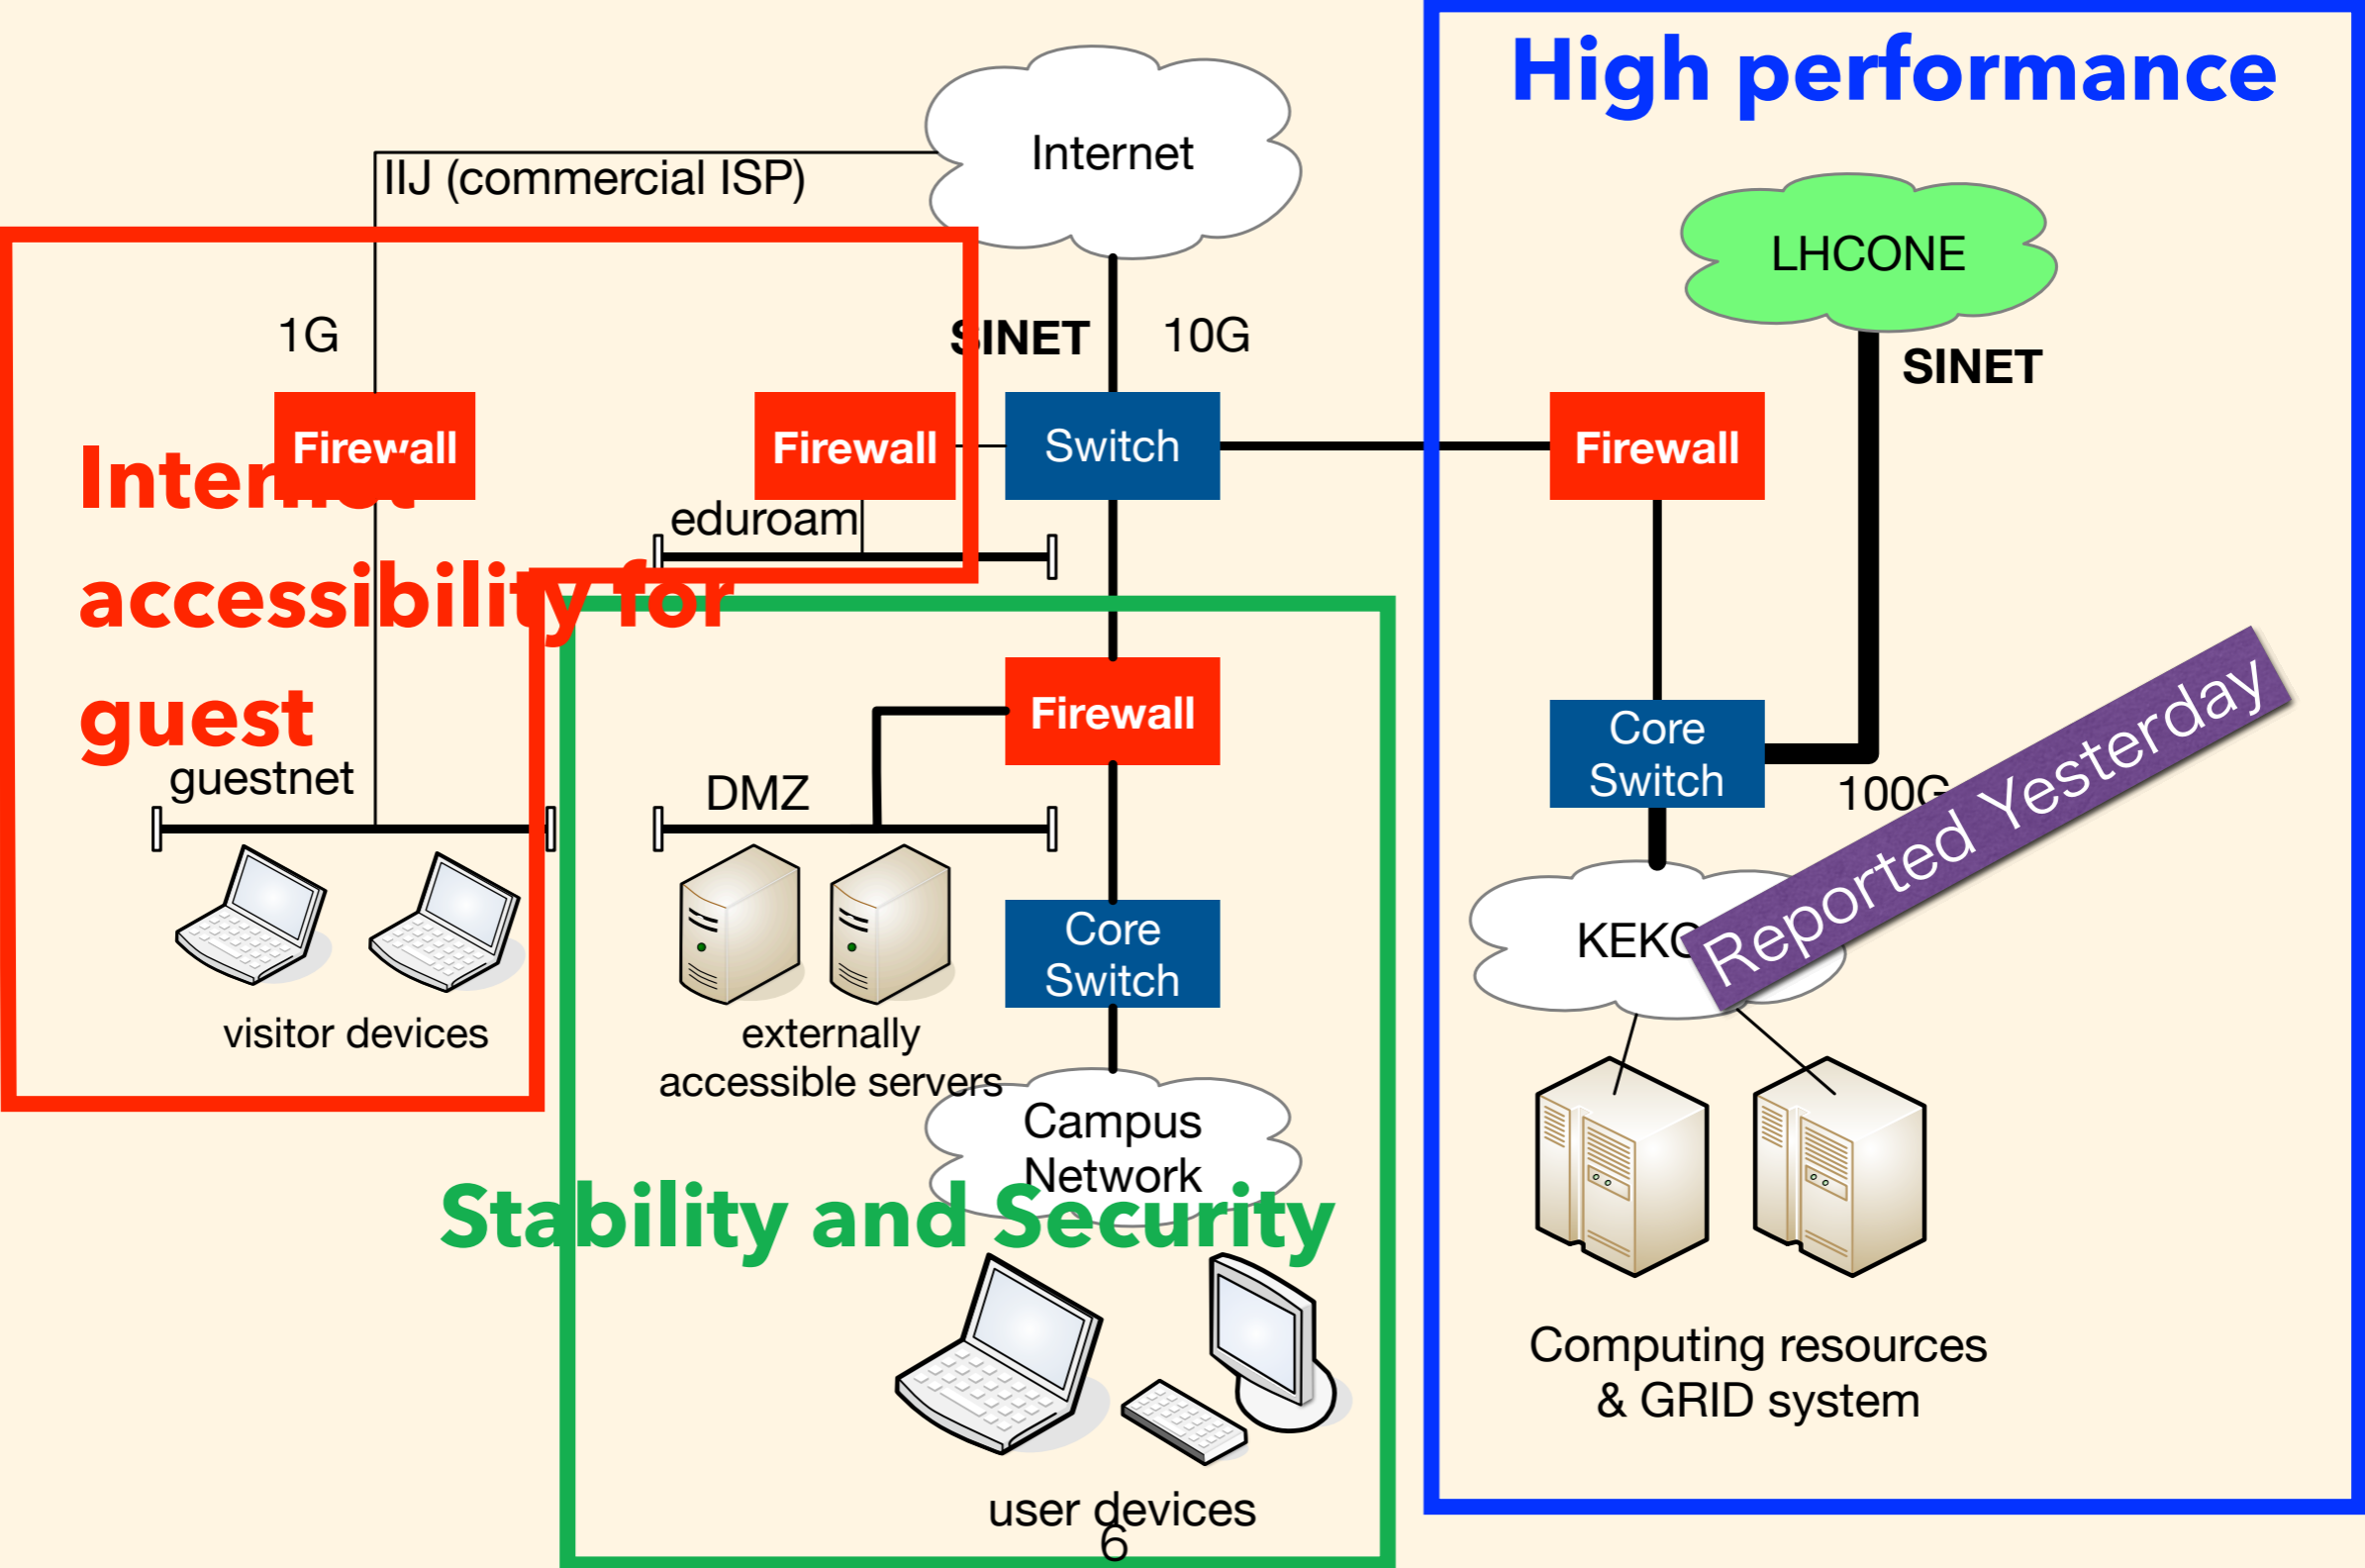 High performance
Internet
IIJ (commercial ISP)
LHCONE
1G
SINET
10G
SINET
Firewall
Firewall
Switch
Firewall
Internet
accessibility for
guest
eduroam
Firewall
Core
Switch
guestnet
DMZ
100G
Reported Yesterday
Core
Switch
visitor devices
externally
accessible servers
Campus
Network
Stability and Security
Computing resources
& GRID system
user devices
6